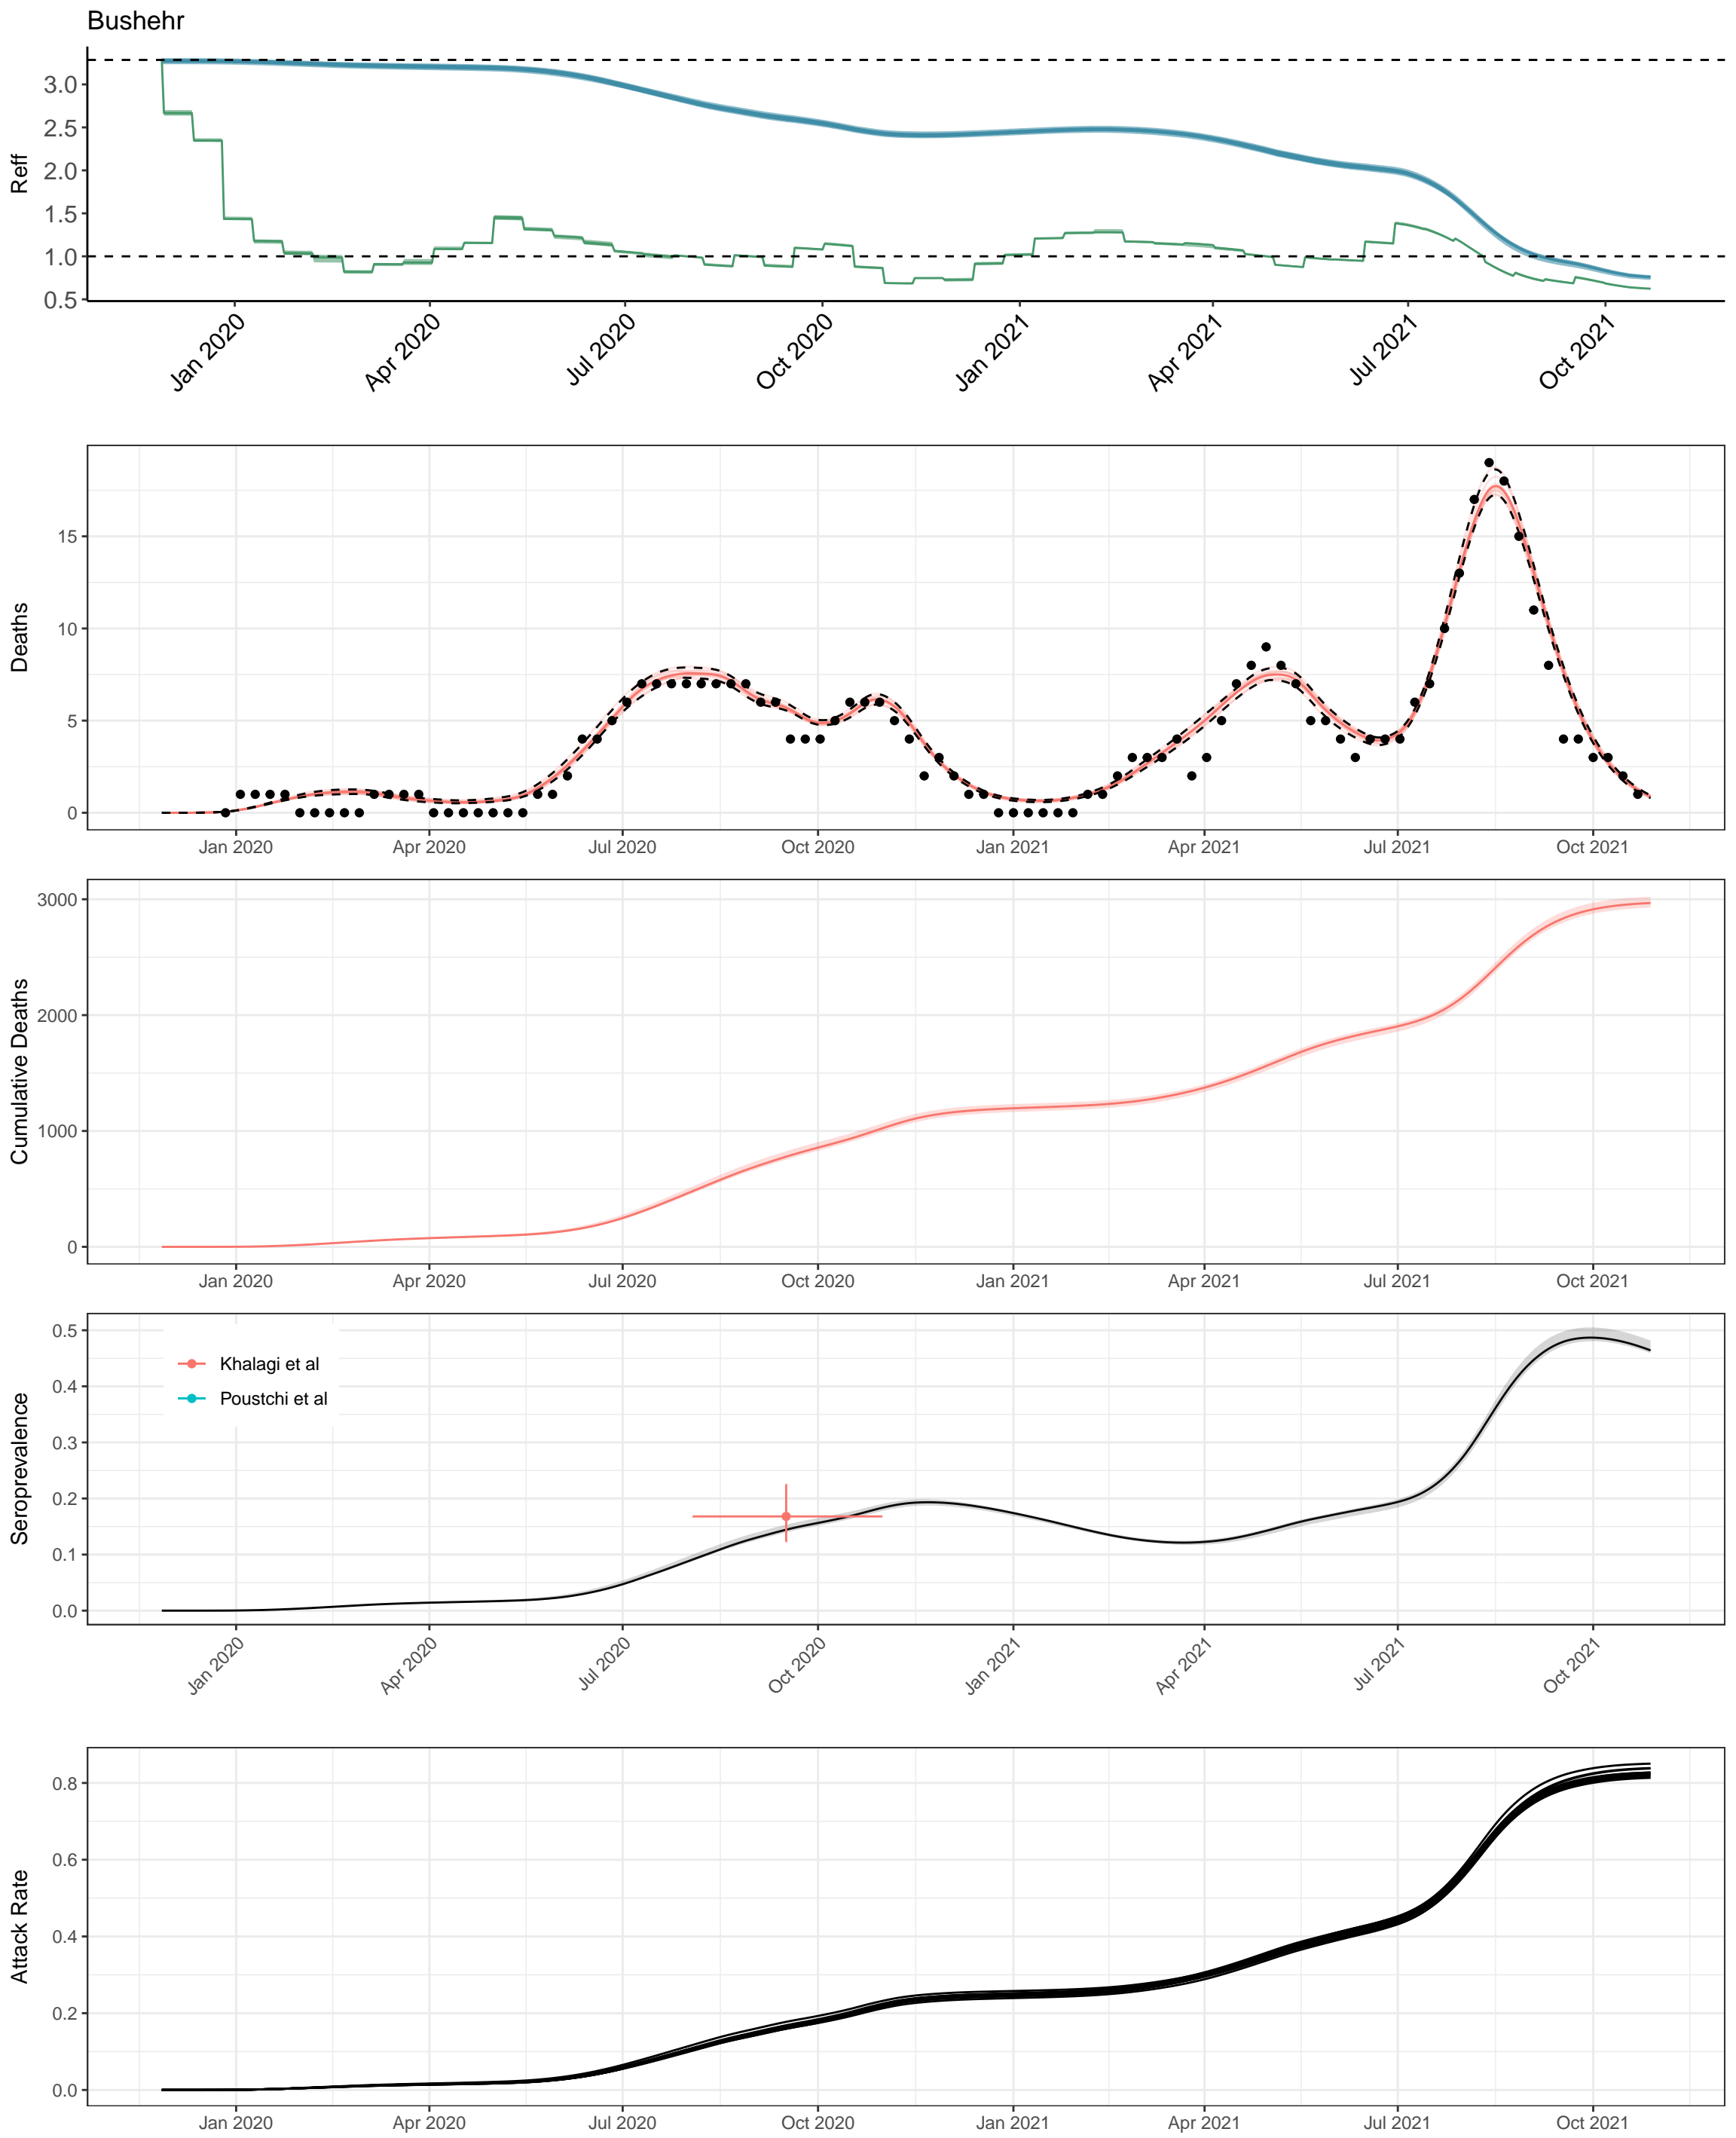 Bushehr
Reff
3.0
2.5
2.0
1.5
1.0
0.5
Jan 2020 Apr 2020 Jul 2020 Oct 2020 Jan 2021 Apr 2021 Jul 2021 Oct 2021
Deaths
15
10
5
0
Jan 2020 Apr 2020 Jul 2020 Oct 2020 Jan 2021 Apr 2021 Jul 2021 Oct 2021
Cumulative Deaths
3000
2000
1000
0
Jan 2020 Apr 2020 Jul 2020 Oct 2020 Jan 2021 Apr 2021 Jul 2021 Oct 2021
Seroprevalence
0.5
0.4
0.3
0.2
0.1
0.0
Khalagi et al
Poustchi et al
Jan 2020 Apr 2020 Jul 2020 Oct 2020 Jan 2021 Apr 2021 Jul 2021 Oct 2021
Attack Rate
0.8
0.6
0.4
0.2
0.0
Jan 2020 Apr 2020 Jul 2020 Oct 2020 Jan 2021 Apr 2021 Jul 2021 Oct 2021